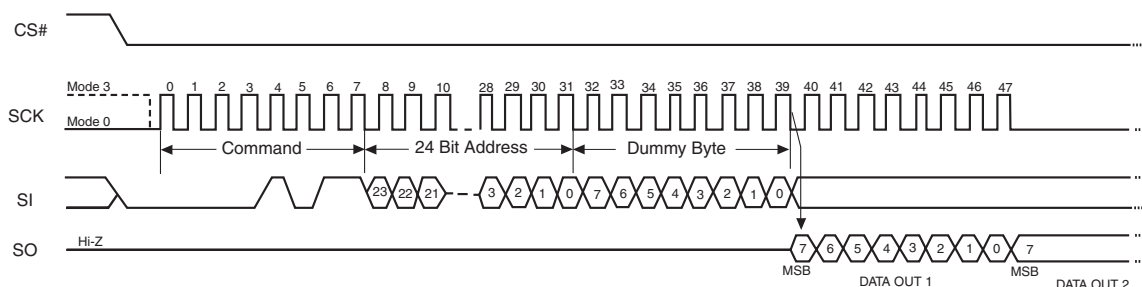 CS#
Mode 3
0 1 2 3 4 5 6 7 8 9 10 28 29 30 31 32 33 34 35 36 37 38 39 40 41 42 43 44 45 46 47
SCK
Mode 0
Command 24 Bit Address Dummy Byte
SI
23 22 21 3 2 1 0 7 6 5 4 3 2 1 0
SO
Hi-Z
7 6 5 4 3 2 1 0 7
MSB MSB
DATA OUT 1 DATA OUT 2